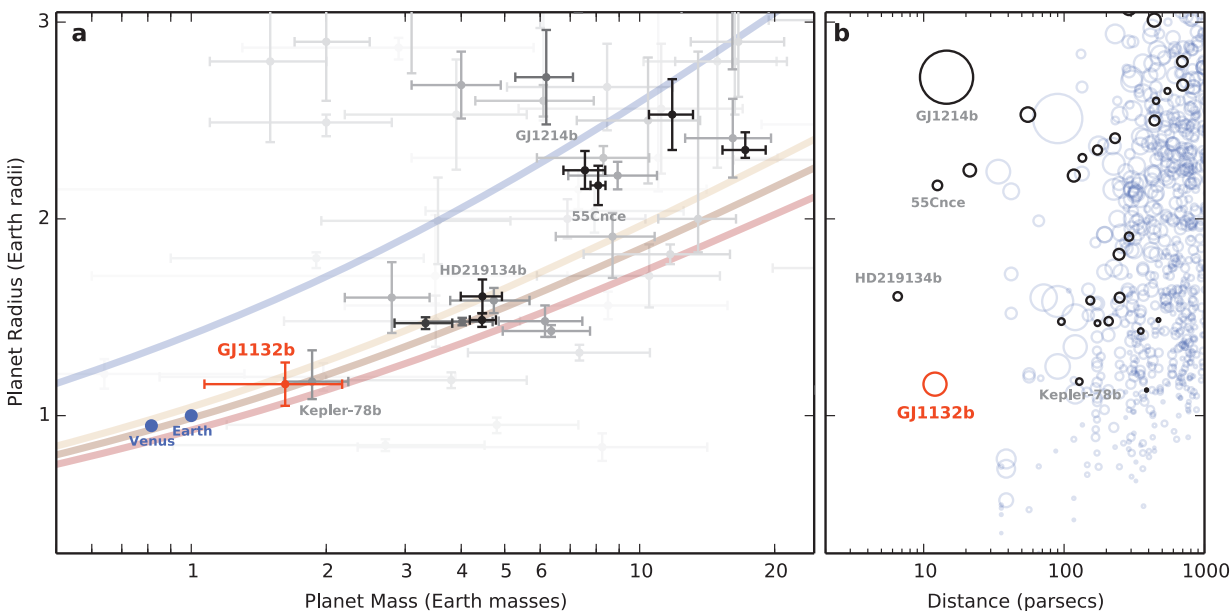 a
3
2
1
Planet Radius (Earth radii)
GJ1214b
55Cnce
HD219134b
GJ1132b
Kepler-78b
Venus
Earth
1
2
3
4
5
6
10
20
Planet Mass (Earth masses)
b
GJ1214b
55Cnce
HD219134b
GJ1132b
Kepler-78b
10
100
1000
Distance (parsecs)